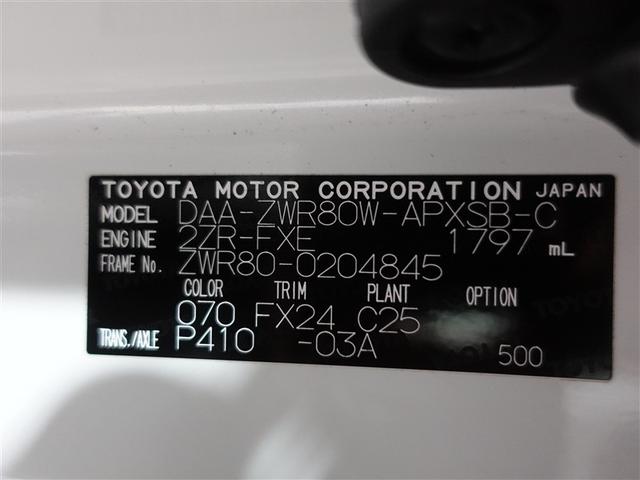 TOYOTA MOTOR CORPORATION JAPAN
MODEL DAA-ZWR80W-APXSB-C
ENGINE 2ZR-FXE 1797 mL
FRAME No. ZWR80-0204845
COLOR TRIM PLANT OPTION
070 FX24 C25
TRANS./AXLE P410 -03A 500